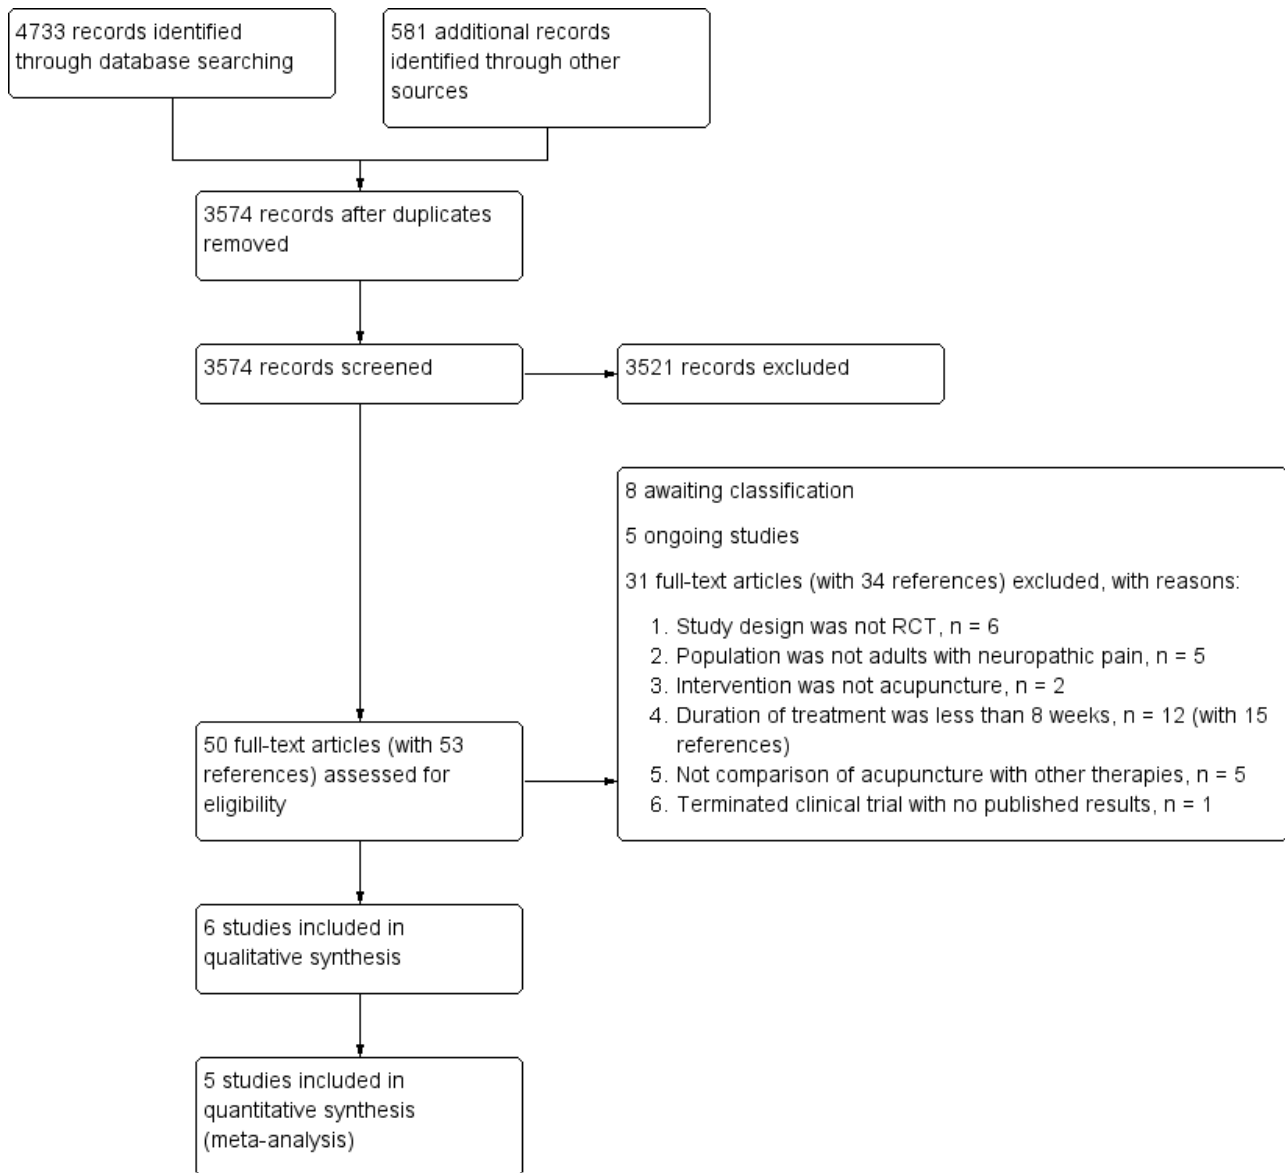 4733 records identified
through database searching
581 additional records
identified through other
sources
3574 records after duplicates
removed
3574 records screened
3521 records excluded
8 awaiting classification
5 ongoing studies
31 full-text articles (with 34 references) excluded, with reasons:
1. Study design was not RCT, n = 6
2. Population was not adults with neuropathic pain, n = 5
3. Intervention was not acupuncture, n = 2
4. Duration of treatment was less than 8 weeks, n = 12 (with 15
references)
5. Not comparison of acupuncture with other therapies, n = 5
6. Terminated clinical trial with no published results, n = 1
50 full-text articles (with 53
references) assessed for
eligibility
6 studies included in
qualitative synthesis
5 studies included in
quantitative synthesis
(meta-analysis)